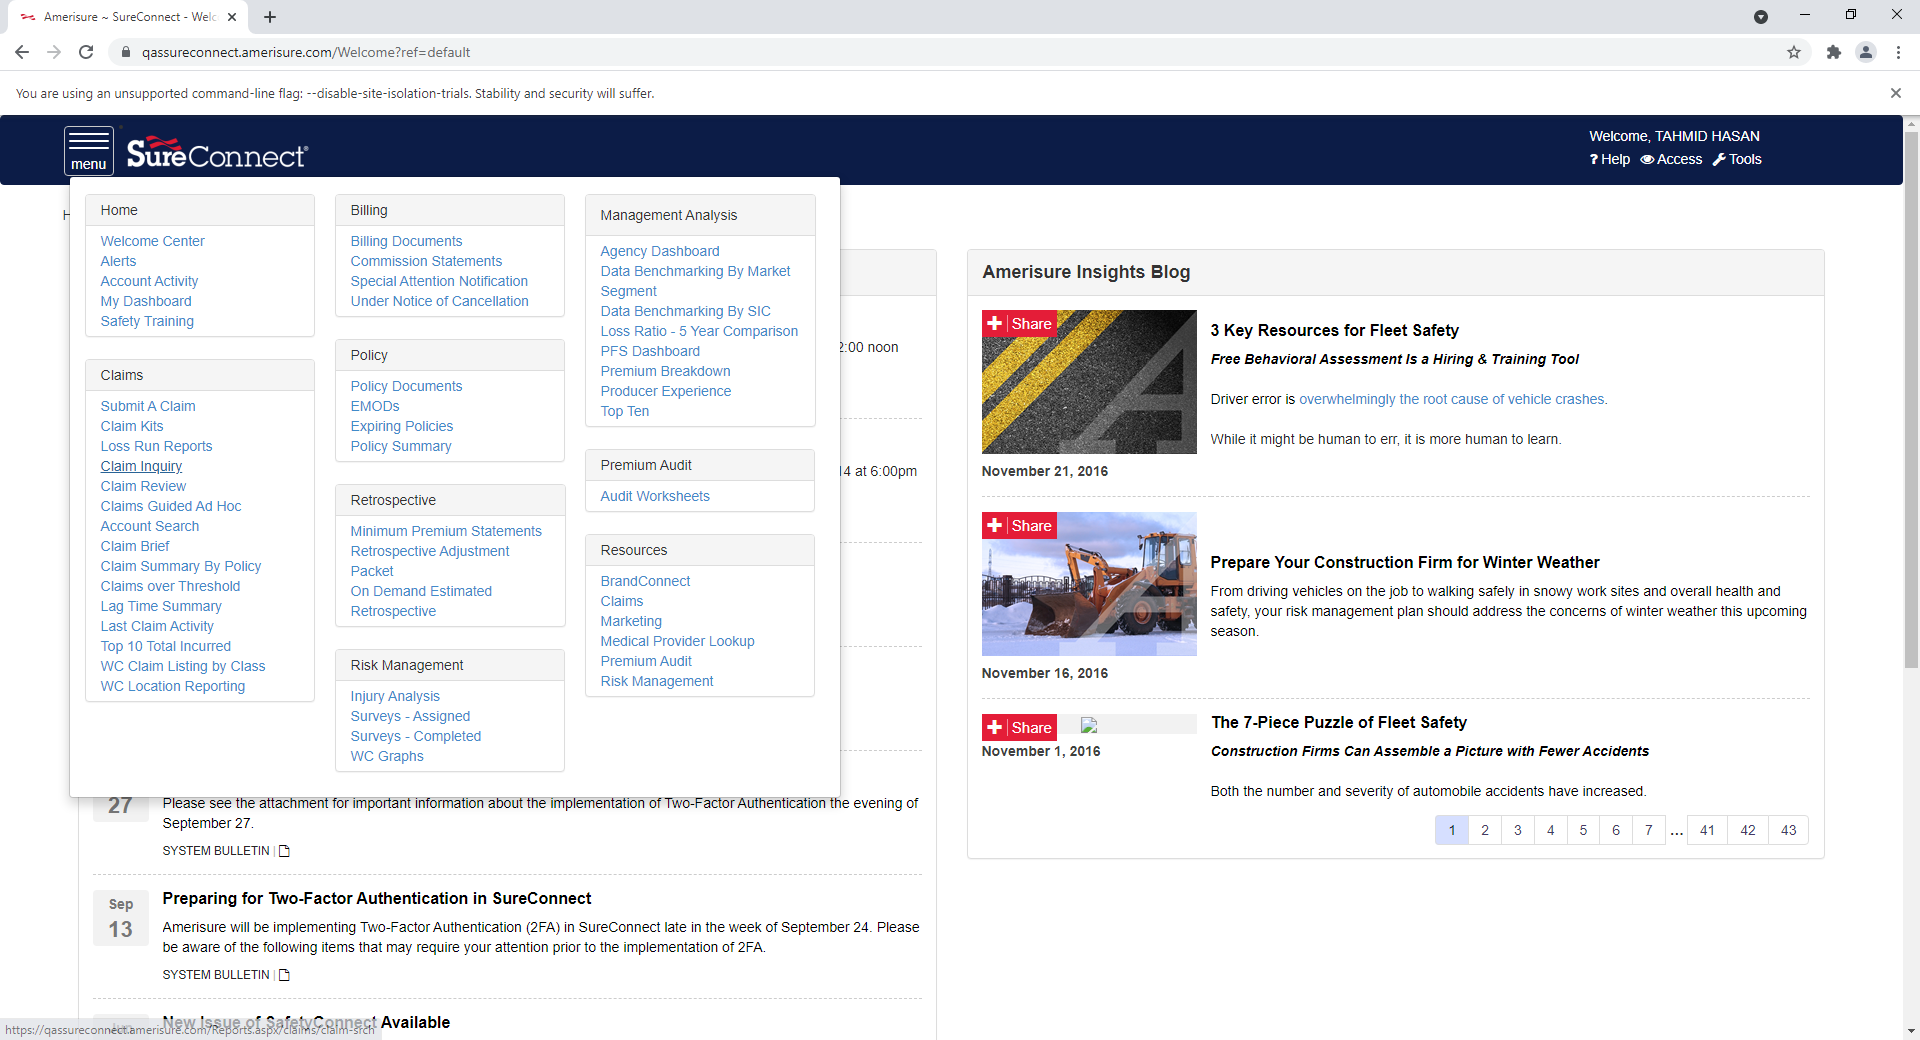 Amerisure ~ SureConnect - Welc
qassureconnect.amerisure.com/Welcome?ref=default
You are using an unsupported command-line flag: --disable-site-isolation-trials. Stability and security will suffer.
menu
SureConnect®
Welcome, TAHMID HASAN
? Help Access Tools
H
Home
Welcome Center
Alerts
Account Activity
My Dashboard
Safety Training
Claims
Submit A Claim
Claim Kits
Loss Run Reports
Claim Inquiry
Claim Review
Claims Guided Ad Hoc
Account Search
Claim Brief
Claim Summary By Policy
Claims over Threshold
Lag Time Summary
Last Claim Activity
Top 10 Total Incurred
WC Claim Listing by Class
WC Location Reporting
Billing
Billing Documents
Commission Statements
Special Attention Notification
Under Notice of Cancellation
Policy
Policy Documents
EMODs
Expiring Policies
Policy Summary
Retrospective
Minimum Premium Statements
Retrospective Adjustment
Packet
On Demand Estimated
Retrospective
Risk Management
Injury Analysis
Surveys - Assigned
Surveys - Completed
WC Graphs
Management Analysis
Agency Dashboard
Data Benchmarking By Market
Segment
Data Benchmarking By SIC
Loss Ratio - 5 Year Comparison
PFS Dashboard
Premium Breakdown
Producer Experience
Top Ten
Premium Audit
Audit Worksheets
Resources
BrandConnect
Claims
Marketing
Medical Provider Lookup
Premium Audit
Risk Management
2:00 noon
14 at 6:00pm
27
Please see the attachment for important information about the implementation of Two-Factor Authentication the evening of
September 27.
SYSTEM BULLETIN |
Sep
13
Preparing for Two-Factor Authentication in SureConnect
Amerisure will be implementing Two-Factor Authentication (2FA) in SureConnect late in the week of September 24. Please
be aware of the following items that may require your attention prior to the implementation of 2FA.
SYSTEM BULLETIN |
New Issue of SafetyConnect Available
https://qassureconnect.amerisure.com/Reports.aspx/claims/claim-srch
Amerisure Insights Blog
Share
3 Key Resources for Fleet Safety
Free Behavioral Assessment Is a Hiring & Training Tool
Driver error is overwhelmingly the root cause of vehicle crashes.
While it might be human to err, it is more human to learn.
November 21, 2016
Share
Prepare Your Construction Firm for Winter Weather
From driving vehicles on the job to walking safely in snowy work sites and overall health and
safety, your risk management plan should address the concerns of winter weather this upcoming
season.
November 16, 2016
Share
The 7-Piece Puzzle of Fleet Safety
November 1, 2016
Construction Firms Can Assemble a Picture with Fewer Accidents
Both the number and severity of automobile accidents have increased.
1 2 3 4 5 6 7 ... 41 42 43